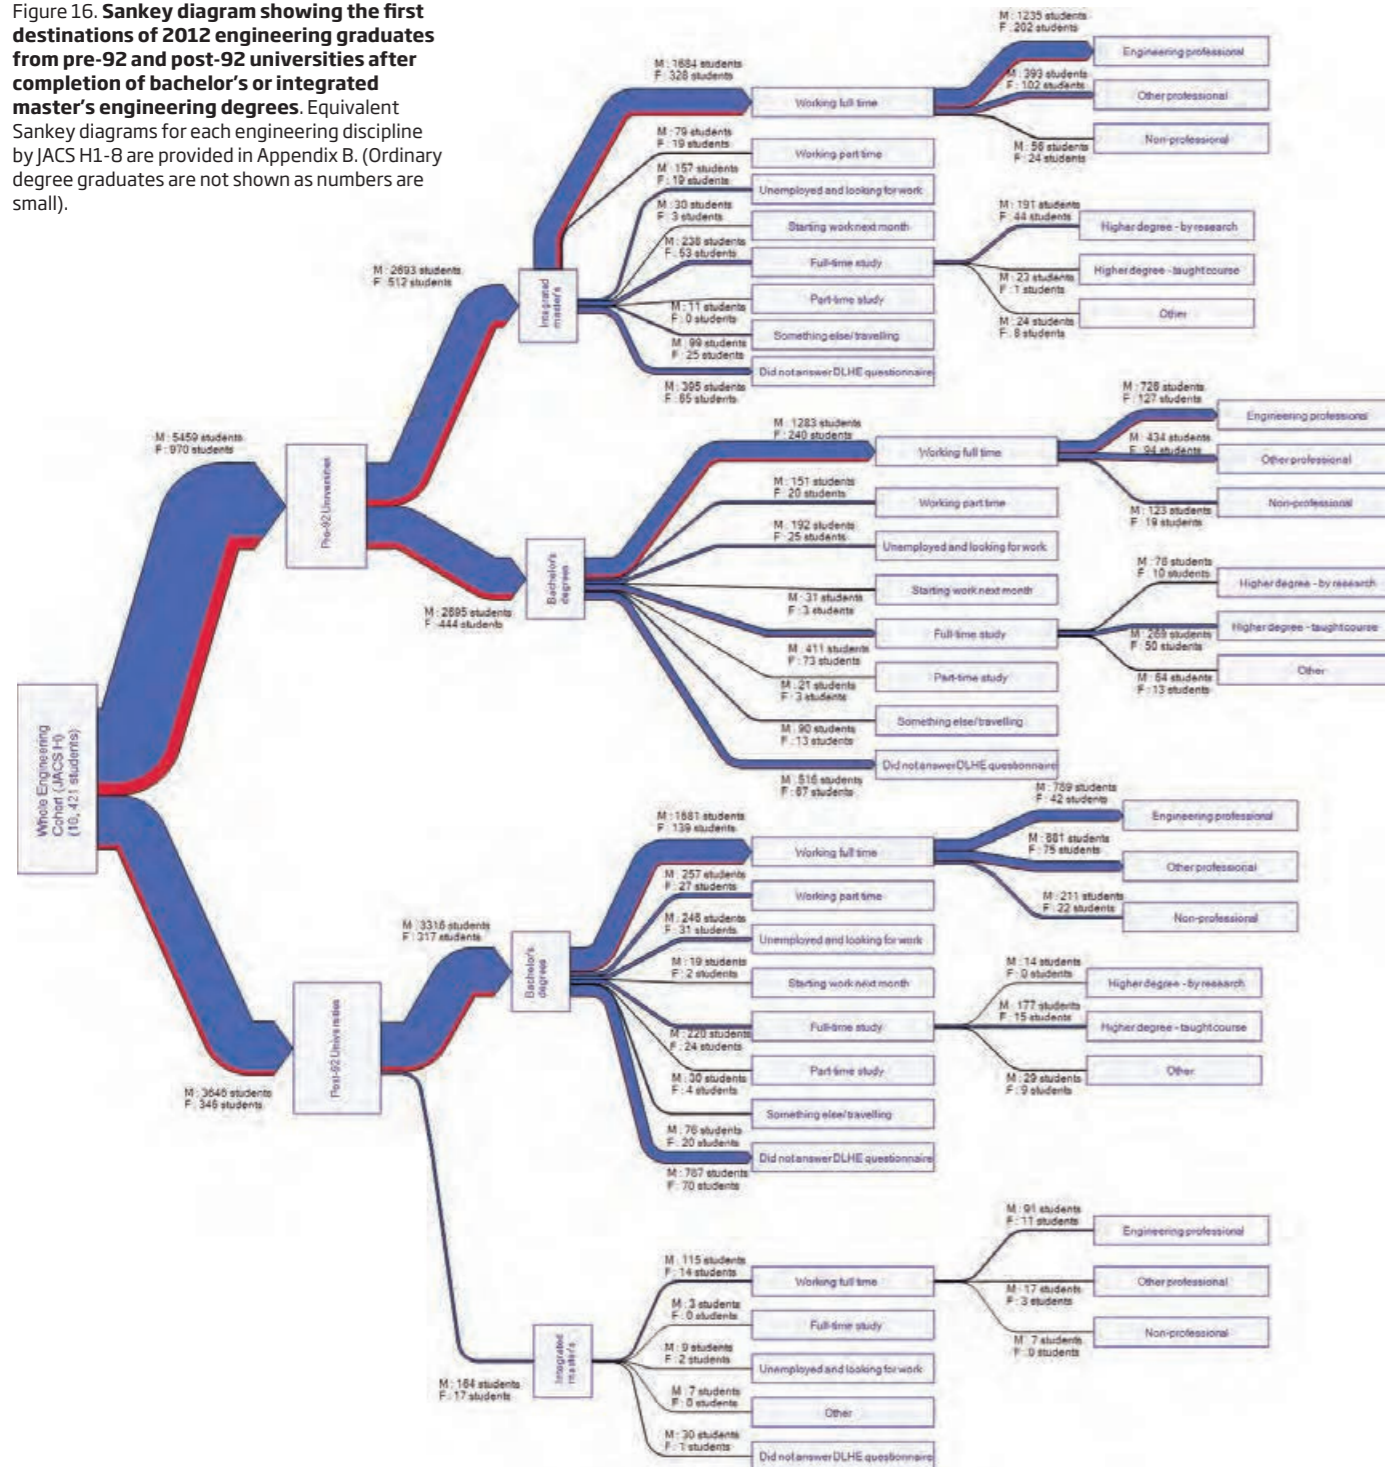 Figure 16. Sankey diagram showing the first
destinations of 2012 engineering graduates
from pre-92 and post-92 universities after
completion of bachelor's or integrated
master's engineering degrees. Equivalent
Sankey diagrams for each engineering discipline
by JACS H1-8 are provided in Appendix B. (Ordinary
degree graduates are not shown as numbers are
small).
Whole Engineering
Cohort (JACS H)
(10, 421 students)
M : 5459 students
F : 970 students
Pre-92 Universities
M : 2693 students
F : 512 students
Integrated
master's
M : 1684 students
F : 328 students
Working full time
M : 1235 students
F : 202 students
Engineering professional
M : 393 students
F : 102 students
Other professional
M : 56 students
F : 24 students
Non-professional
M : 79 students
F : 19 students
Working part time
M : 157 students
F : 19 students
Unemployed and looking for work
M : 30 students
F : 3 students
Starting work next month
M : 238 students
F : 53 students
Full-time study
M : 191 students
F : 44 students
Higher degree - by research
M : 23 students
F : 1 students
Higher degree - taught course
M : 24 students
F : 8 students
Other
M : 11 students
F : 0 students
Part-time study
M : 99 students
F : 25 students
Something else/ travelling
M : 395 students
F : 65 students
Did not answer DLHE questionnaire
M : 2695 students
F : 444 students
Bachelor's
degrees
M : 1283 students
F : 240 students
Working full time
M : 726 students
F : 127 students
Engineering professional
M : 434 students
F : 94 students
Other professional
M : 123 students
F : 19 students
Non-professional
M : 151 students
F : 20 students
Working part time
M : 192 students
F : 25 students
Unemployed and looking for work
M : 31 students
F : 3 students
Starting work next month
M : 411 students
F : 73 students
Full-time study
M : 78 students
F : 10 students
Higher degree - by research
M : 269 students
F : 50 students
Higher degree - taught course
M : 64 students
F : 13 students
Other
M : 21 students
F : 3 students
Part-time study
M : 90 students
F : 13 students
Something else/ travelling
M : 516 students
F : 67 students
Did not answer DLHE questionnaire
M : 3646 students
F : 346 students
Post-92 Universities
M : 3316 students
F : 317 students
Bachelor's
degrees
M : 1681 students
F : 139 students
Working full time
M : 789 students
F : 42 students
Engineering professional
M : 681 students
F : 75 students
Other professional
M : 211 students
F : 22 students
Non-professional
M : 257 students
F : 27 students
Working part time
M : 246 students
F : 31 students
Unemployed and looking for work
M : 19 students
F : 2 students
Starting work next month
M : 220 students
F : 24 students
Full-time study
M : 14 students
F : 0 students
Higher degree - by research
M : 177 students
F : 15 students
Higher degree - taught course
M : 29 students
F : 9 students
Other
M : 30 students
F : 4 students
Part-time study
M : 76 students
F : 20 students
Something else/ travelling
M : 787 students
F : 70 students
Did not answer DLHE questionnaire
M : 164 students
F : 17 students
Integrated
master's
M : 115 students
F : 14 students
Working full time
M : 91 students
F : 11 students
Engineering professional
M : 17 students
F : 3 students
Other professional
M : 7 students
F : 0 students
Non-professional
M : 3 students
F : 0 students
Full-time study
M : 9 students
F : 2 students
Unemployed and looking for work
M : 7 students
F : 0 students
Other
M : 30 students
F : 1 students
Did not answer DLHE questionnaire